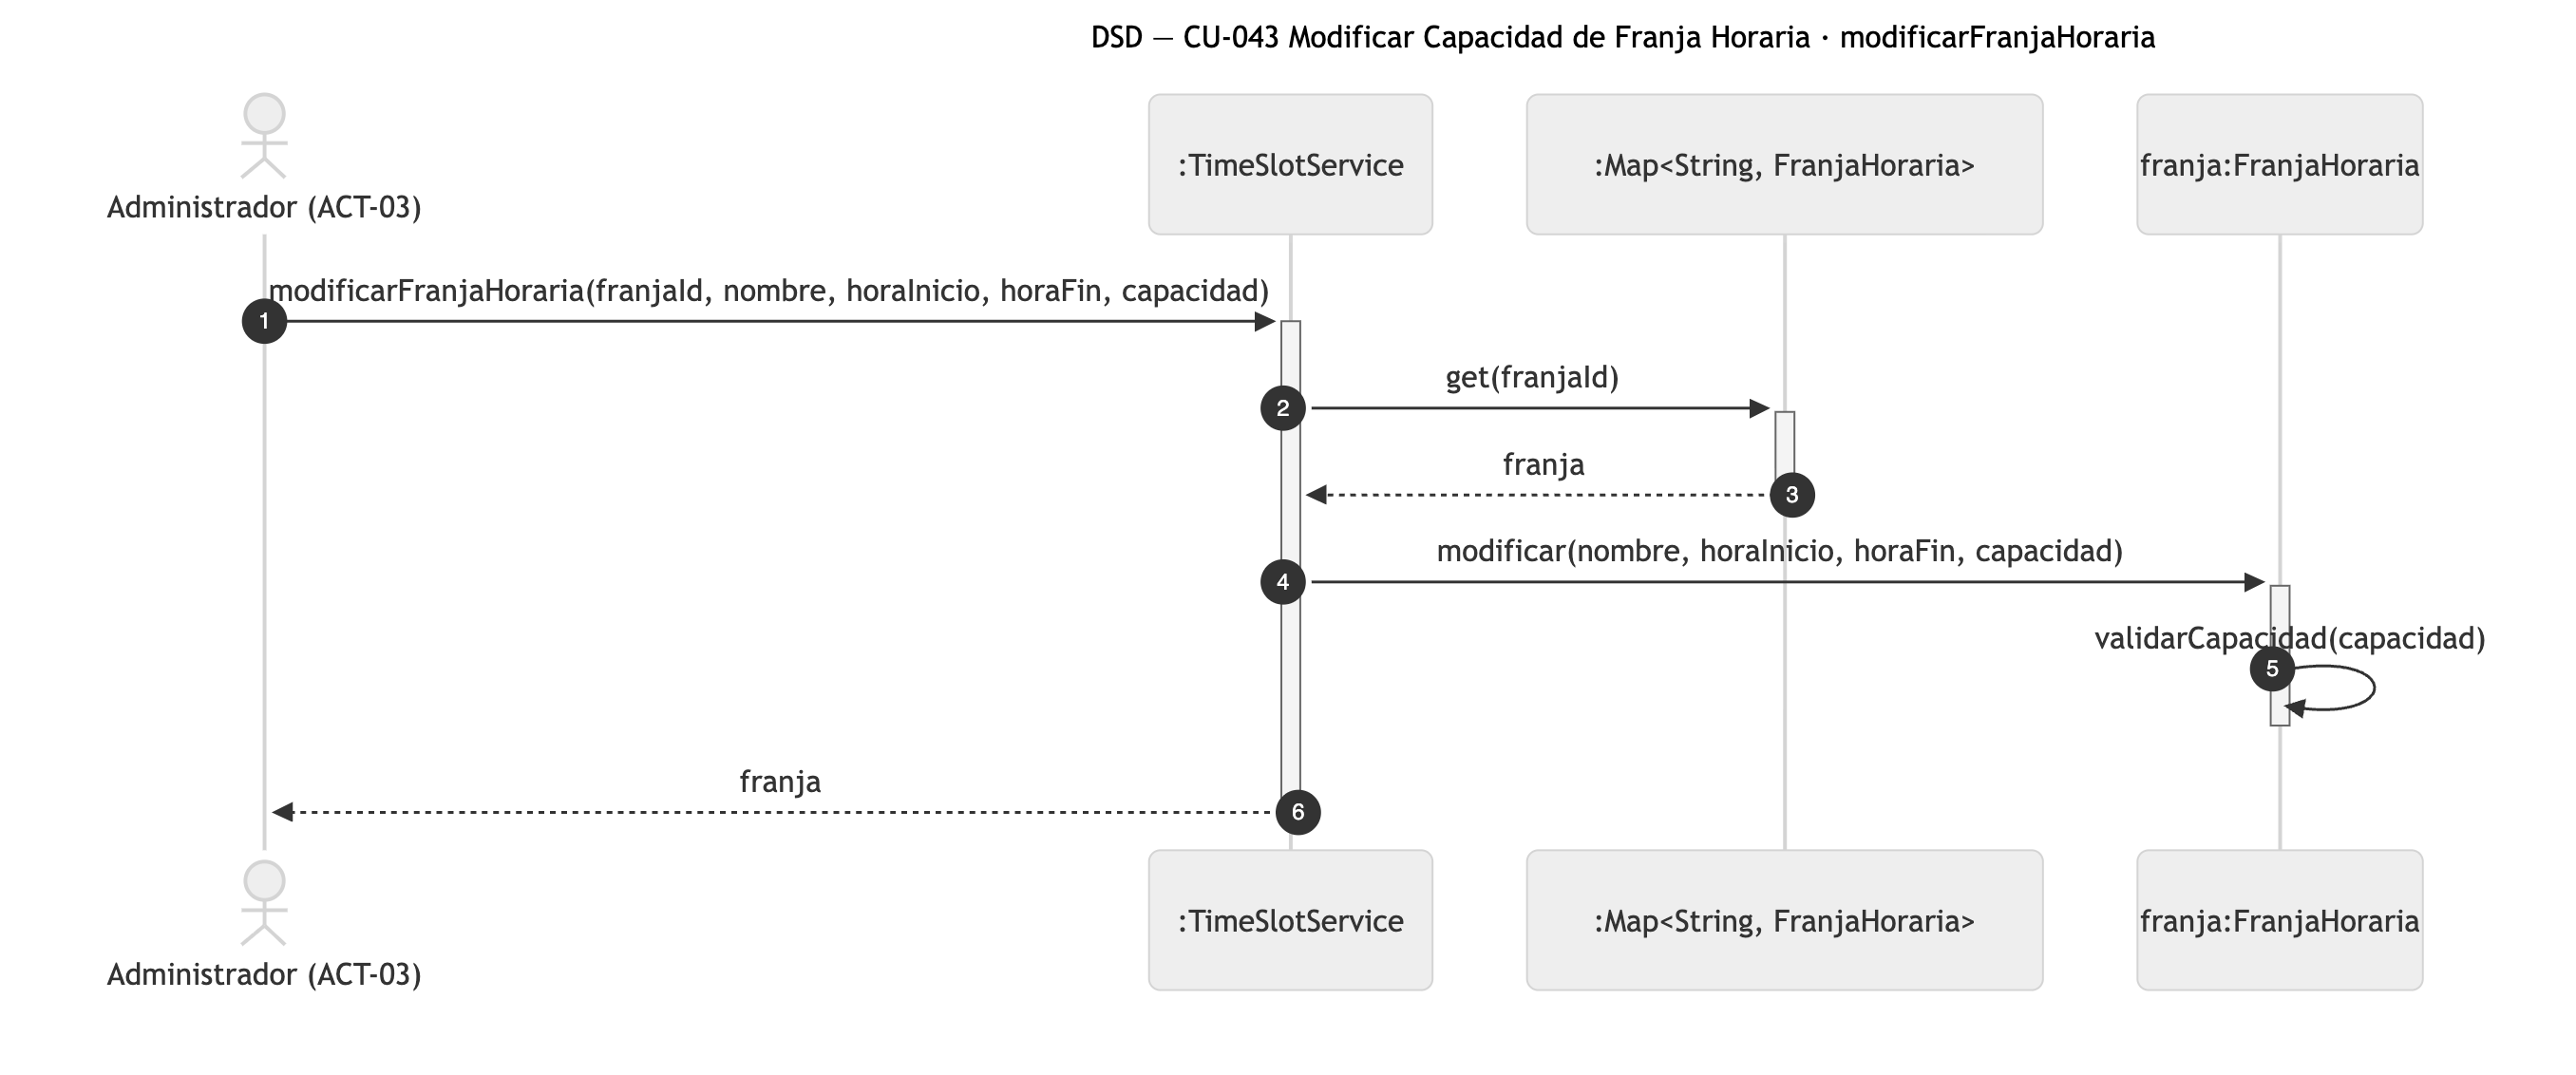 DSD — CU-043 Modificar Capacidad de Franja Horaria · modificarFranjaHoraria
Administrador (ACT-03)
:TimeSlotService
:Map<String, FranjaHoraria>
franja:FranjaHoraria
modificarFranjaHoraria(franjaId, nombre, horaInicio, horaFin, capacidad)
1
get(franjaId)
2
franja
3
modificar(nombre, horaInicio, horaFin, capacidad)
4
validarCapacidad(capacidad)
5
franja
6
:TimeSlotService
:Map<String, FranjaHoraria>
franja:FranjaHoraria
Administrador (ACT-03)